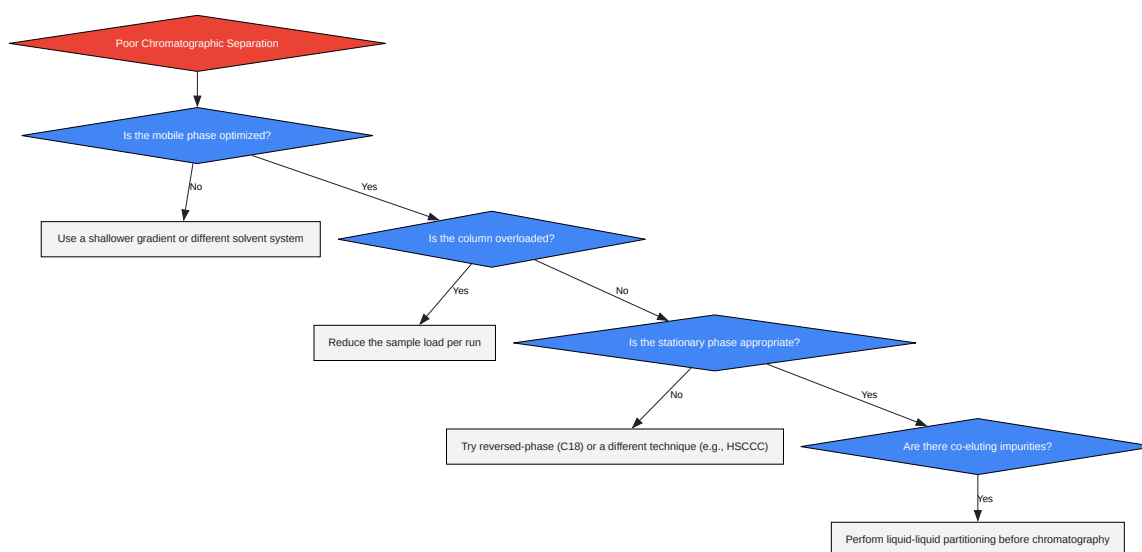 Poor Chromatographic Separation
Is the mobile phase optimized?
No
Yes
Use a shallower gradient or different solvent system
Is the column overloaded?
Yes
No
Reduce the sample load per run
Is the stationary phase appropriate?
No
Yes
Try reversed-phase (C18) or a different technique (e.g., HSCCC)
Are there co-eluting impurities?
Yes
Perform liquid-liquid partitioning before chromatography